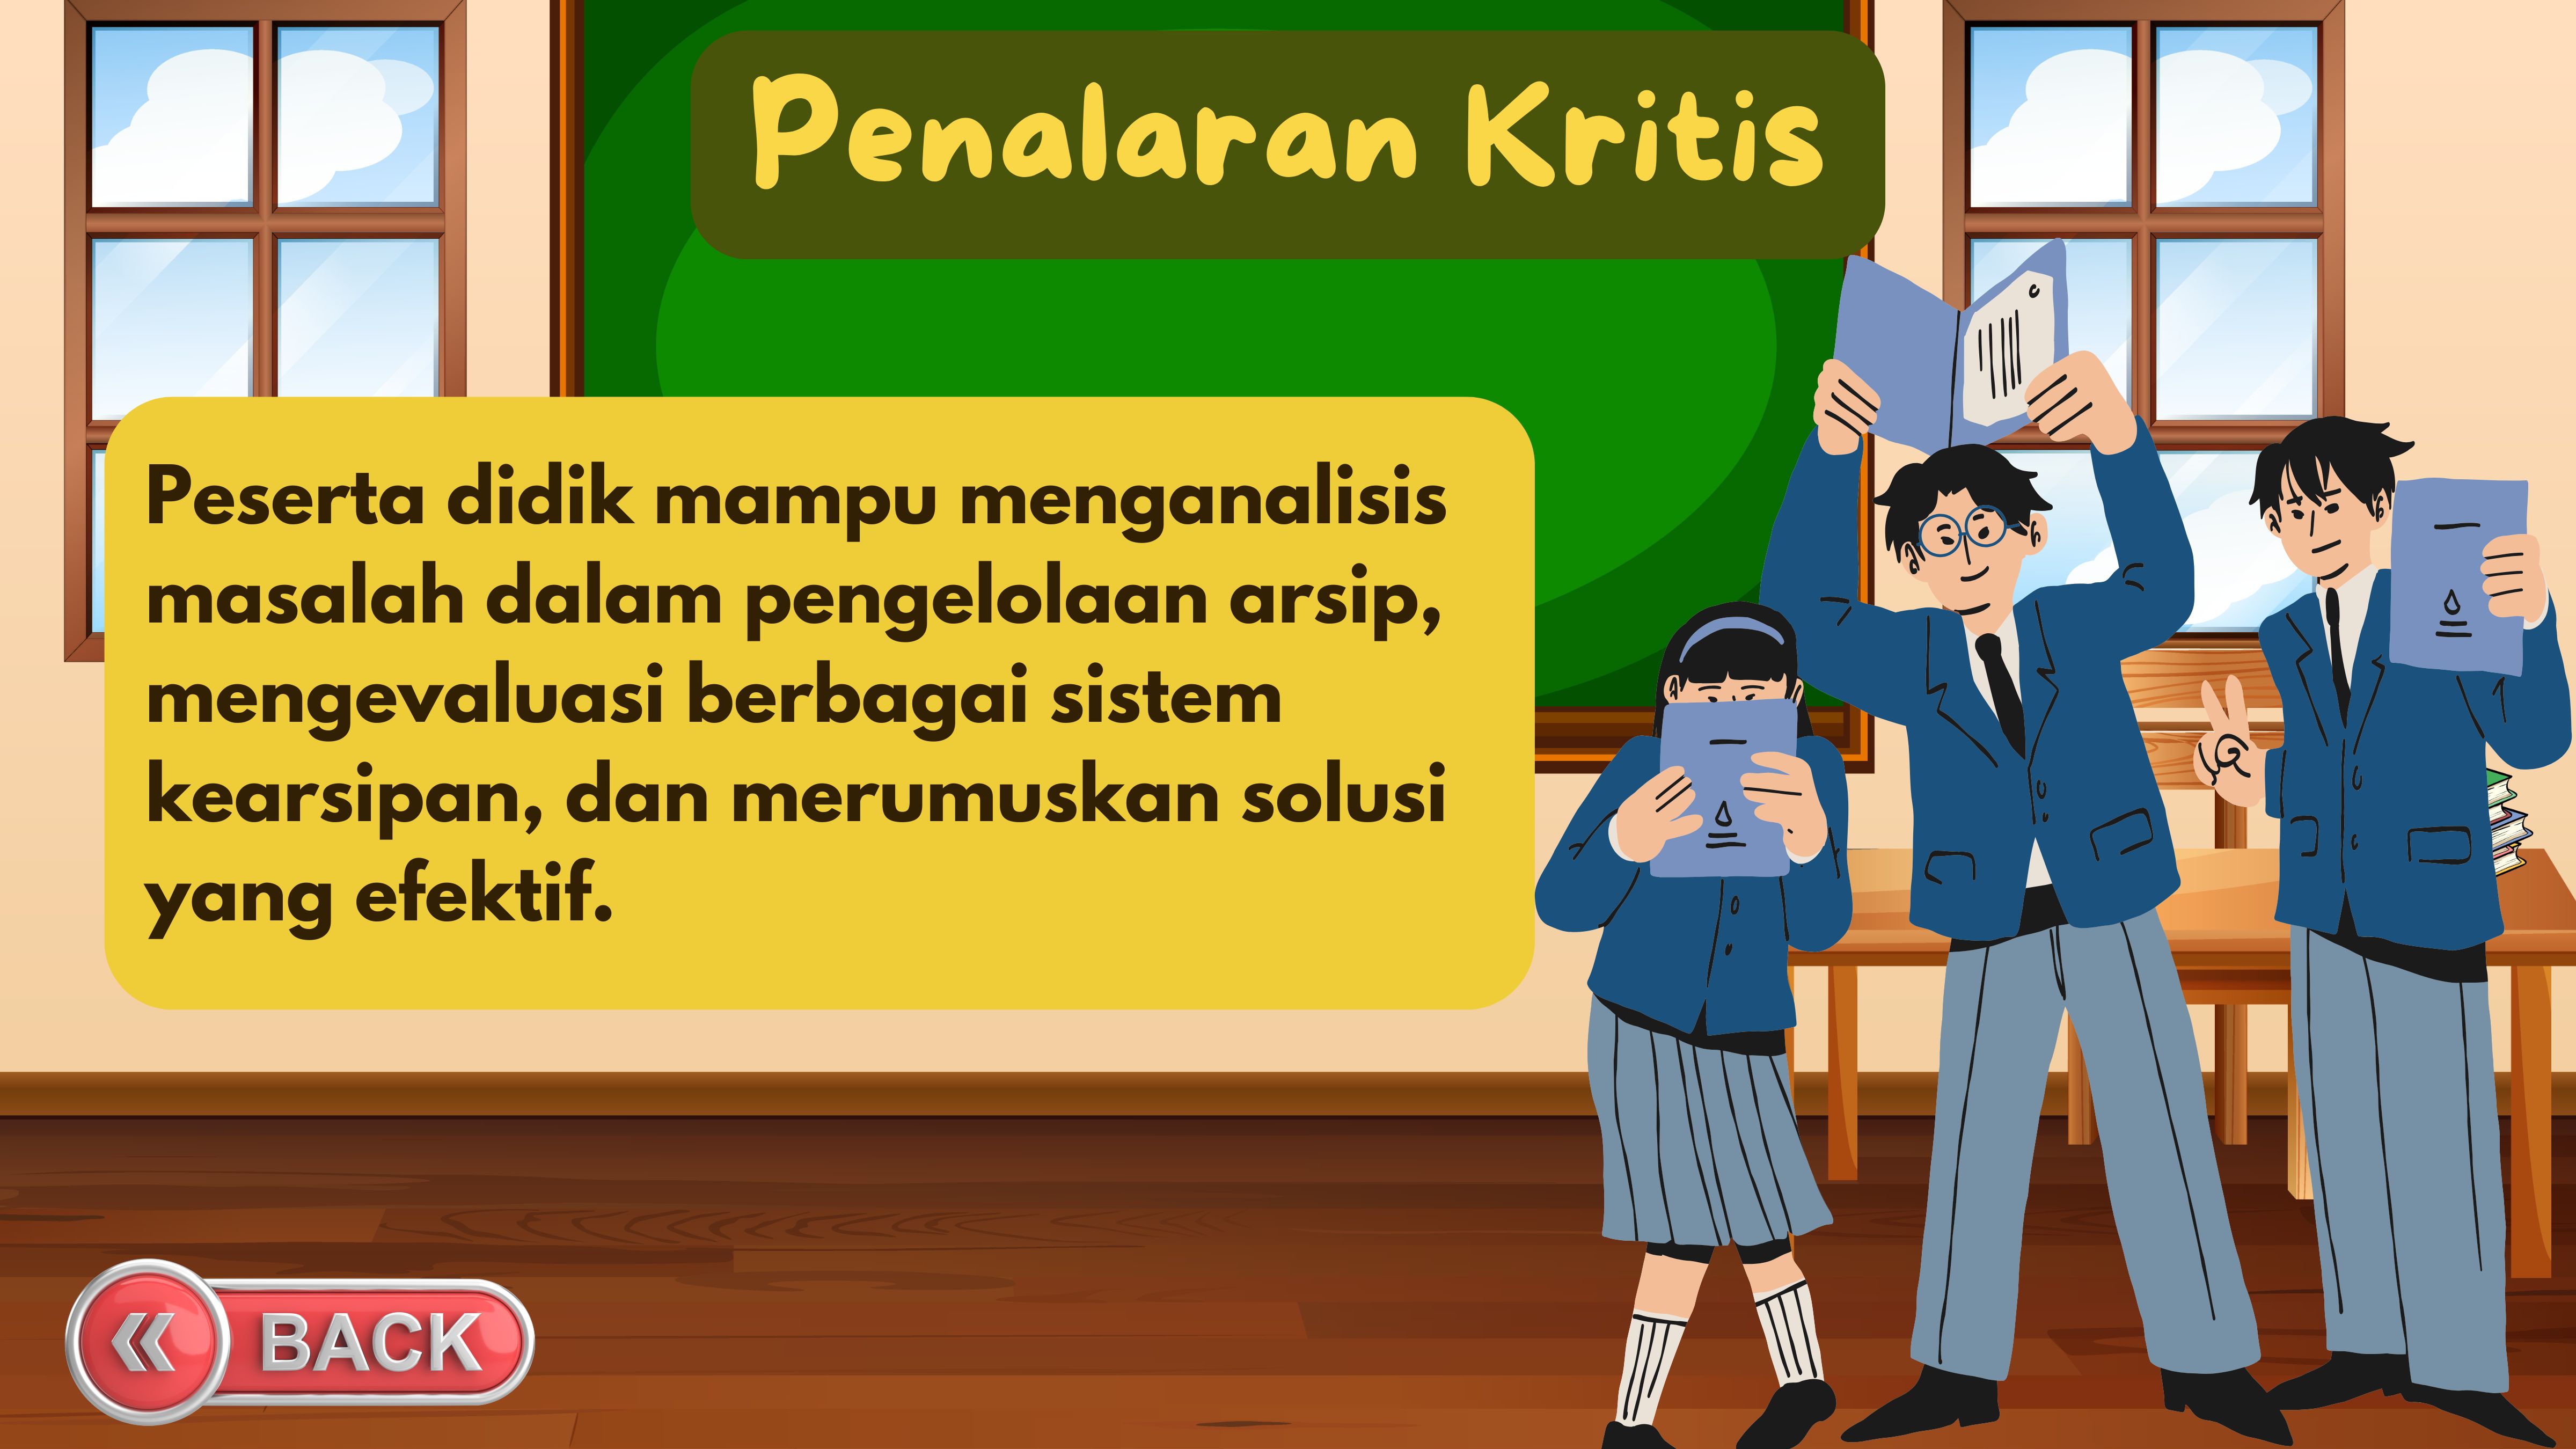 Penalaran Kritis
Peserta didik mampu menganalisis
masalah dalam pengelolaan arsip,
mengevaluasi berbagai sistem
kearsipan, dan merumuskan solusi
yang efektif.
BACK